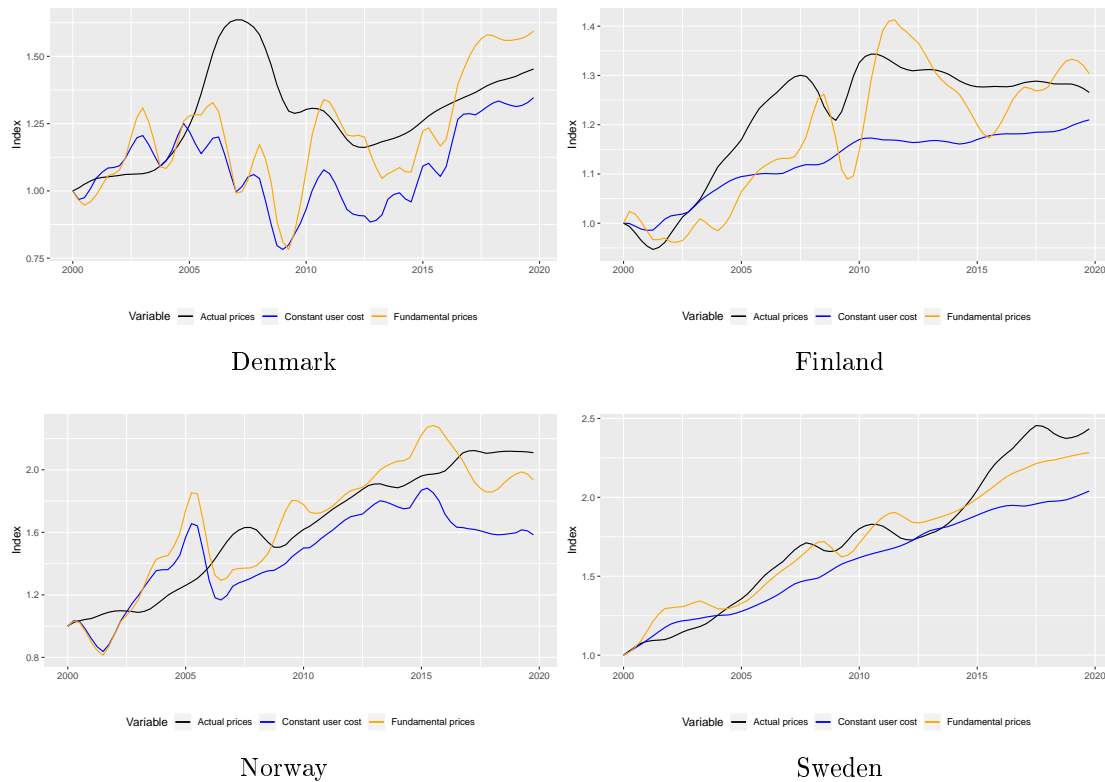 1.50
1.25
1.00
0.75
Index
2000 2005 2010 2015 2020
Variable Actual prices Constant user cost Fundamental prices
Denmark
1.4
1.3
1.2
1.1
1.0
Index
2000 2005 2010 2015 2020
Variable Actual prices Constant user cost Fundamental prices
Finland
2.0
1.6
1.2
0.8
Index
2000 2005 2010 2015 2020
Variable Actual prices Constant user cost Fundamental prices
Norway
2.5
2.0
1.5
1.0
Index
2000 2005 2010 2015 2020
Variable Actual prices Constant user cost Fundamental prices
Sweden